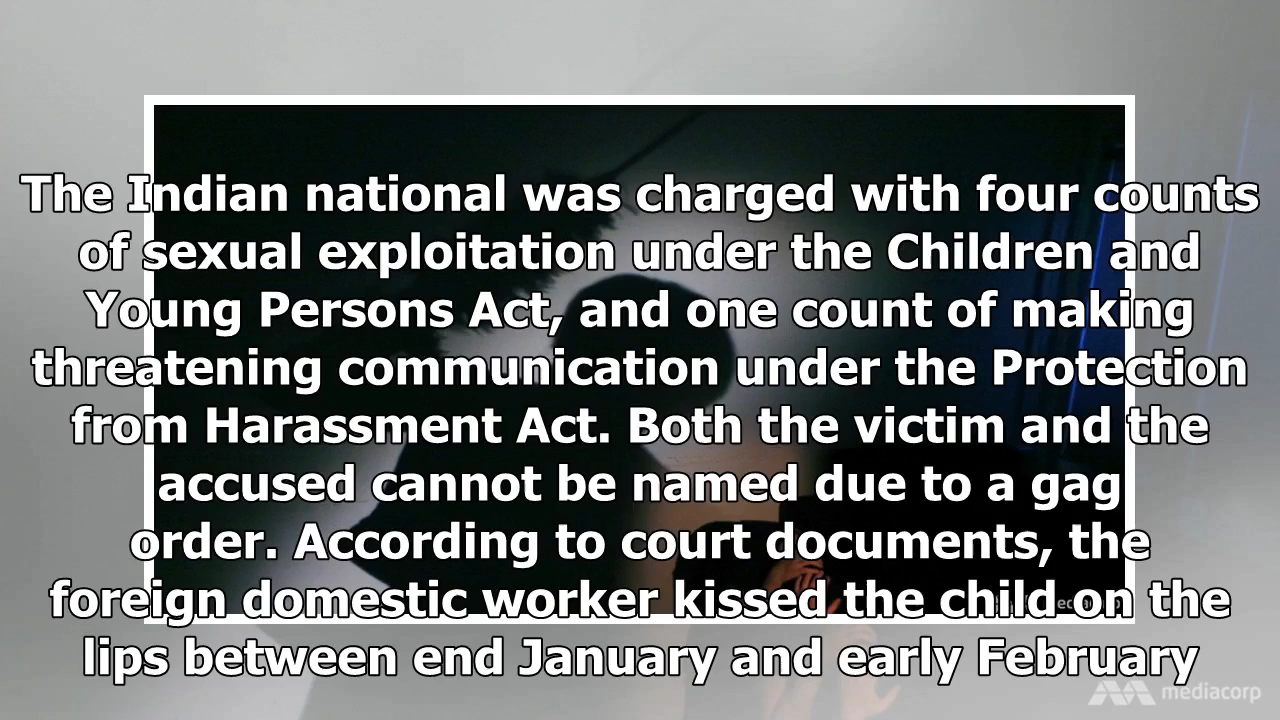 The Indian national was charged with four counts
of sexual exploitation under the Children and
Young Persons Act, and one count of making
threatening communication under the Protection
from Harassment Act. Both the victim and the
accused cannot be named due to a gag
order. According to court documents, the
foreign domestic worker kissed the child on the
lips between end January and early February
mediacorp